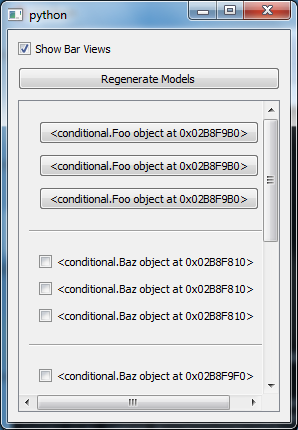 python
Show Bar Views
Regenerate Models
<conditional.Foo object at 0x02B8F9B0>
<conditional.Foo object at 0x02B8F9B0>
<conditional.Foo object at 0x02B8F9B0>
<conditional.Baz object at 0x02B8F810>
<conditional.Baz object at 0x02B8F810>
<conditional.Baz object at 0x02B8F810>
<conditional.Baz object at 0x02B8F9F0>